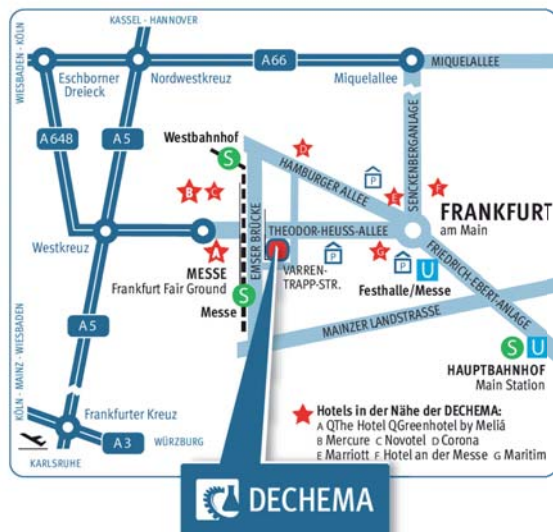 KASSEL - HANNOVER
WIESBADEN - KÖLN
A66
MIQUELALLEE
Eschborner
Dreieck
Nordwestkreuz
Miquelallee
A648
A5
Westbahnhof
S
D
HAMBURGER ALLEE
SENCKENBERGANLAGE
P
B
C
E
F
FRANKFURT
am Main
THEODOR-HEUSS-ALLEE
Westkreuz
A
EMSER BRÜCKE
G
P
P
U
MESSE
Frankfurt Fair Ground
VARREN-
TRAPP-STR.
Festhalle/Messe
FRIEDRICH-EBERT-ANLAGE
S
Messe
MAINZER LANDSTRASSE
A5
KÖLN - MAINZ - WIESBADEN
S
U
HAUPTBAHNHOF
Main Station
Frankfurter Kreuz
A3
WÜRZBURG
KARLSRUHE
Hotels in der Nähe der DECHEMA:
A QThe Hotel QGreenhotel by Meliá
B Mercure C Novotel D Corona
E Marriott F Hotel an der Messe G Maritim
DECHEMA